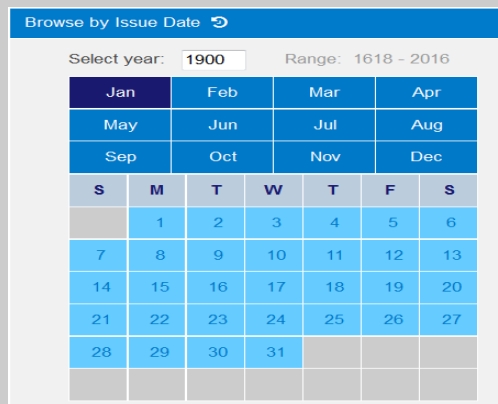 Browse by Issue Date
Select year: 1900 Range: 1618 - 2016
Jan Feb Mar Apr
May Jun Jul Aug
Sep Oct Nov Dec
S M T W T F S
1 2 3 4 5 6
7 8 9 10 11 12 13
14 15 16 17 18 19 20
21 22 23 24 25 26 27
28 29 30 31